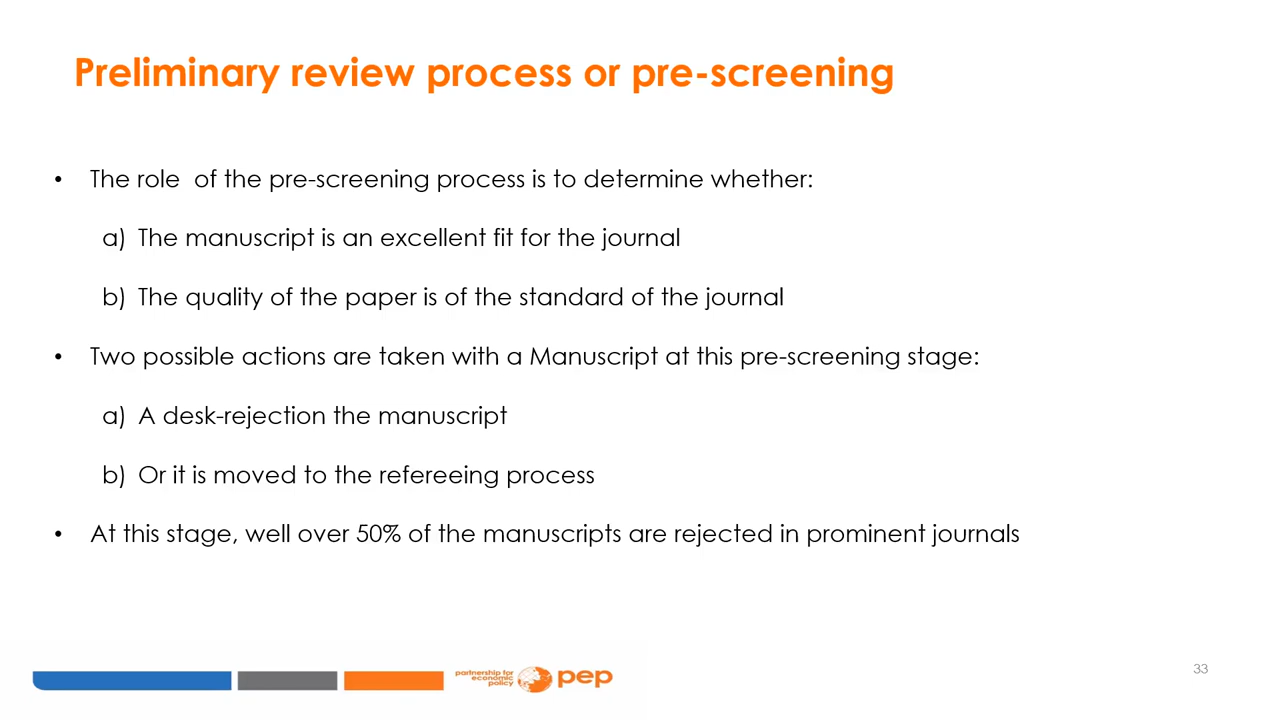 Preliminary review process or pre-screening
• The role of the pre-screening process is to determine whether:
a) The manuscript is an excellent fit for the journal
b) The quality of the paper is of the standard of the journal
• Two possible actions are taken with a Manuscript at this pre-screening stage:
a) A desk-rejection the manuscript
b) Or it is moved to the refereeing process
• At this stage, well over 50% of the manuscripts are rejected in prominent journals
partnership for
economic
policy
pep
33